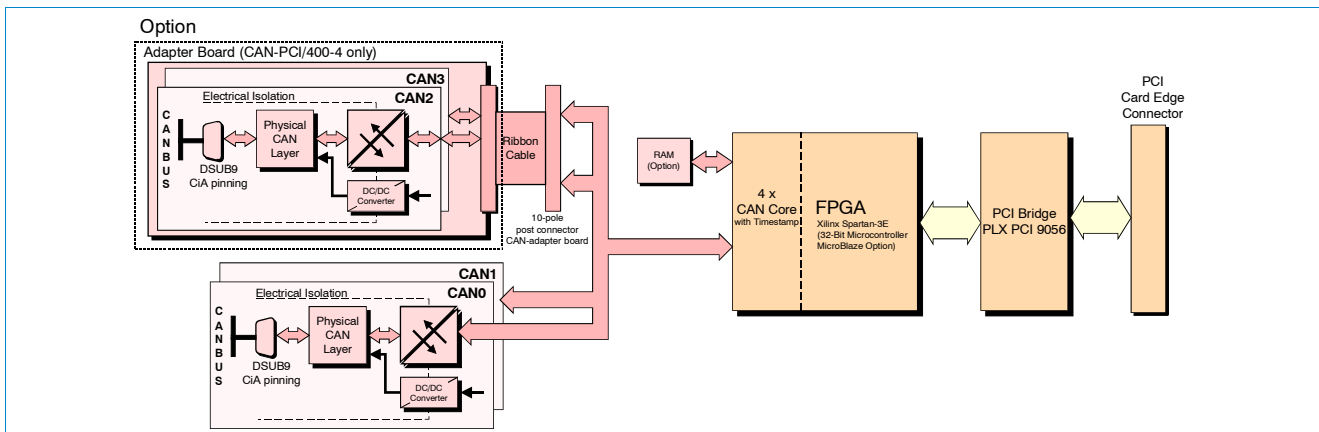 Option
Adapter Board (CAN-PCI/400-4 only)
CAN3
Electrical Isolation
CAN2
C
A
N
B
U
S
DSUB9
CiA pinning
Physical
CAN
Layer
DC/DC
Converter
Ribbon
Cable
10-pole
post connector
CAN-adapter board
CAN1
Electrical Isolation
CAN0
C
A
N
B
U
S
DSUB9
CiA pinning
Physical
CAN
Layer
DC/DC
Converter
RAM
(Option)
4 x
CAN Core
with Timestamp
FPGA
Xilinx Spartan-3E
(32-Bit Microcontroller
MicroBlaze Option)
PCI Bridge
PLX PCI 9056
PCI
Card Edge
Connector